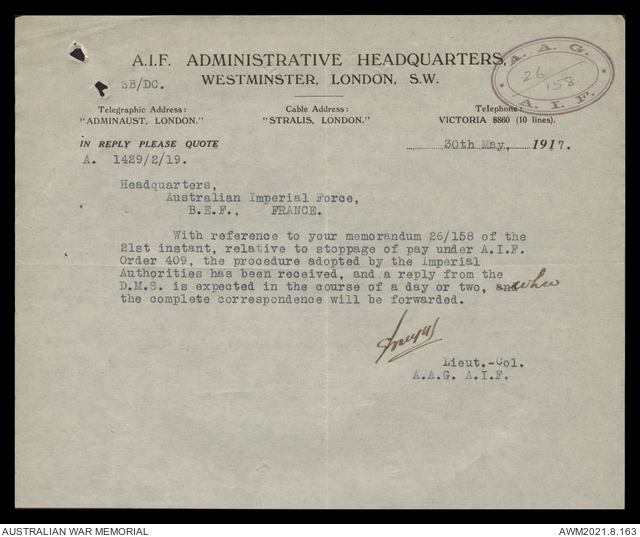 A.I.F. ADMINISTRATIVE HEADQUARTERS,
WESTMINSTER, LONDON, S.W.
SB/DC.
A. A. G.
26/158
A. I. F.
Telegraphic Address:
"ADMINAUST, LONDON."
Cable Address:
"STRALIS, LONDON."
Telephone:
VICTORIA 8860 (10 lines).
IN REPLY PLEASE QUOTE
A. 1429/2/19.
30th May, 1917.
Headquarters,
Australian Imperial Force,
B.E.F., FRANCE.
With reference to your memorandum 26/158 of the
21st instant, relative to stoppage of pay under A.I.F.
Order 409, the procedure adopted by the Imperial
Authorities has been received, and a reply from the
D.M.S. is expected in the course of a day or two, and when
the complete correspondence will be forwarded.
Lieut.-Col.
A.A.G. A.I.F.
AUSTRALIAN WAR MEMORIAL
AWM2021.8.163